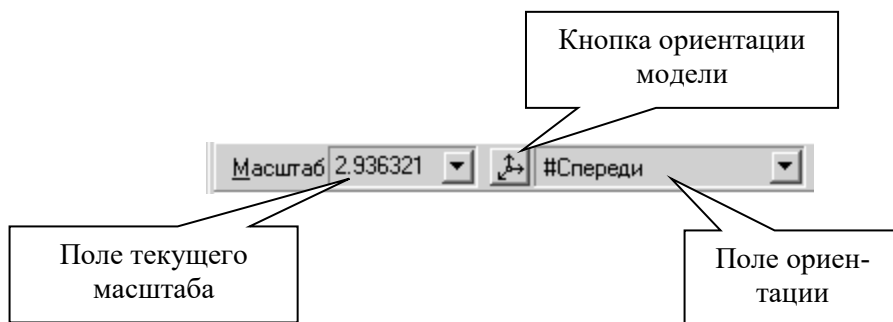 Кнопка ориентации
модели
Масштаб 2.936321 #Спереди
Поле текущего
масштаба
Поле ориен-
тации